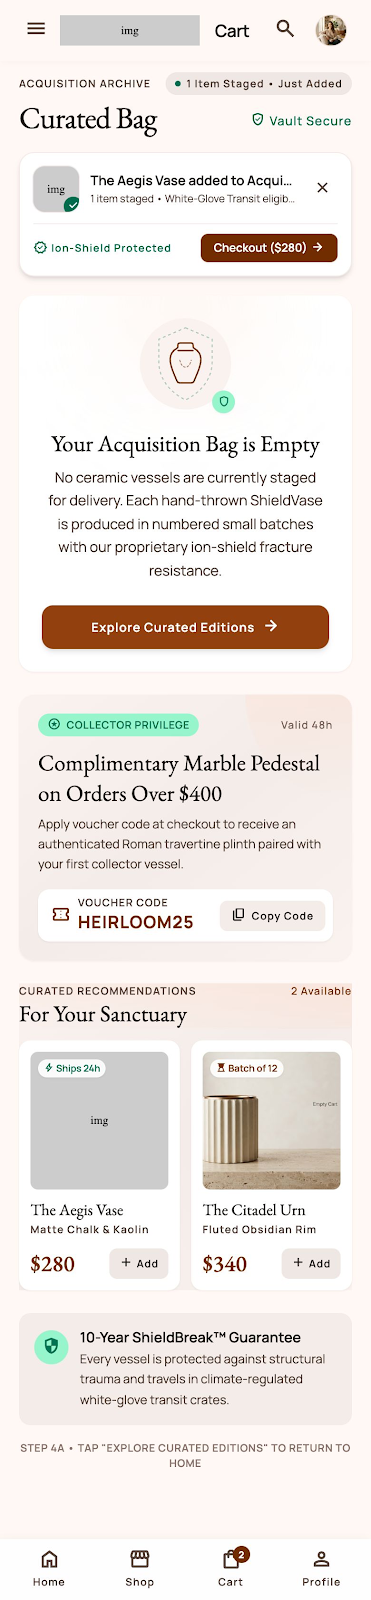 img
Cart
ACQUISITION ARCHIVE
1 Item Staged • Just Added
Curated Bag
Vault Secure
img
The Aegis Vase added to Acqui...
1 item staged • White-Glove Transit eligib...
Ion-Shield Protected
Checkout ($280)
Your Acquisition Bag is Empty
No ceramic vessels are currently staged
for delivery. Each hand-thrown ShieldVase
is produced in numbered small batches
with our proprietary ion-shield fracture
resistance.
Explore Curated Editions
COLLECTOR PRIVILEGE
Valid 48h
Complimentary Marble Pedestal
on Orders Over $400
Apply voucher code at checkout to receive an
authenticated Roman travertine plinth paired with
your first collector vessel.
VOUCHER CODE
HEIRLOOM25
Copy Code
CURATED RECOMMENDATIONS
2 Available
For Your Sanctuary
Ships 24h
img
The Aegis Vase
Matte Chalk & Kaolin
$280
+ Add
Batch of 12
Empty Cart
The Citadel Urn
Fluted Obsidian Rim
$340
+ Add
10-Year ShieldBreak™ Guarantee
Every vessel is protected against structural
trauma and travels in climate-regulated
white-glove transit crates.
STEP 4A • TAP "EXPLORE CURATED EDITIONS" TO RETURN TO
HOME
Home
Shop
2
Cart
Profile